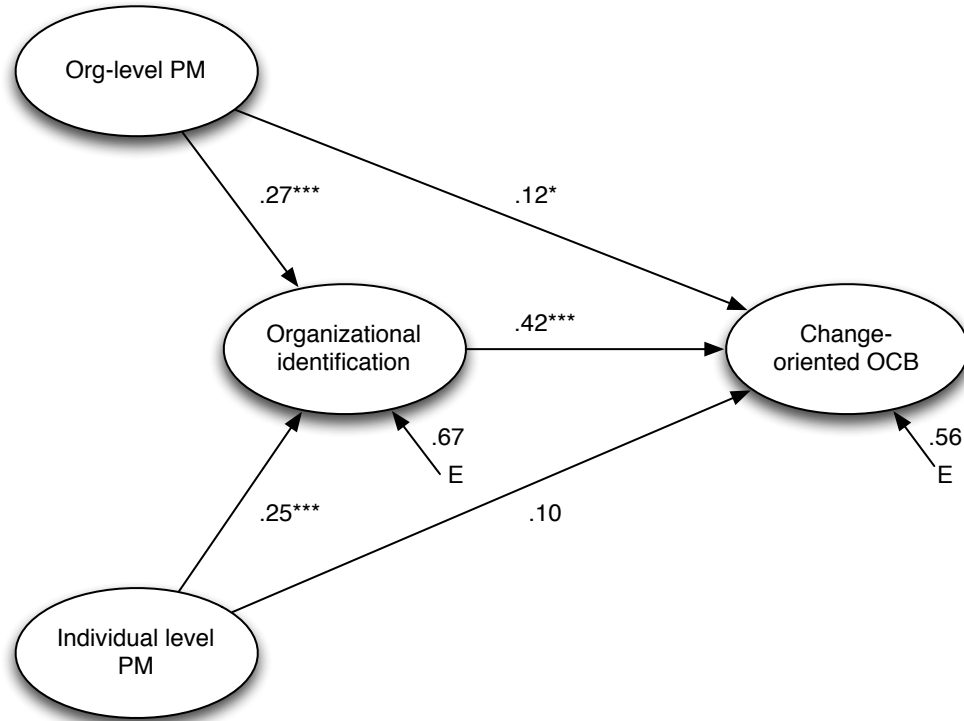 Org-level PM
.27***
.12*
.42***
Organizational
identification
Change-
oriented OCB
.67
E
.56
E
.25***
.10
Individual level
PM